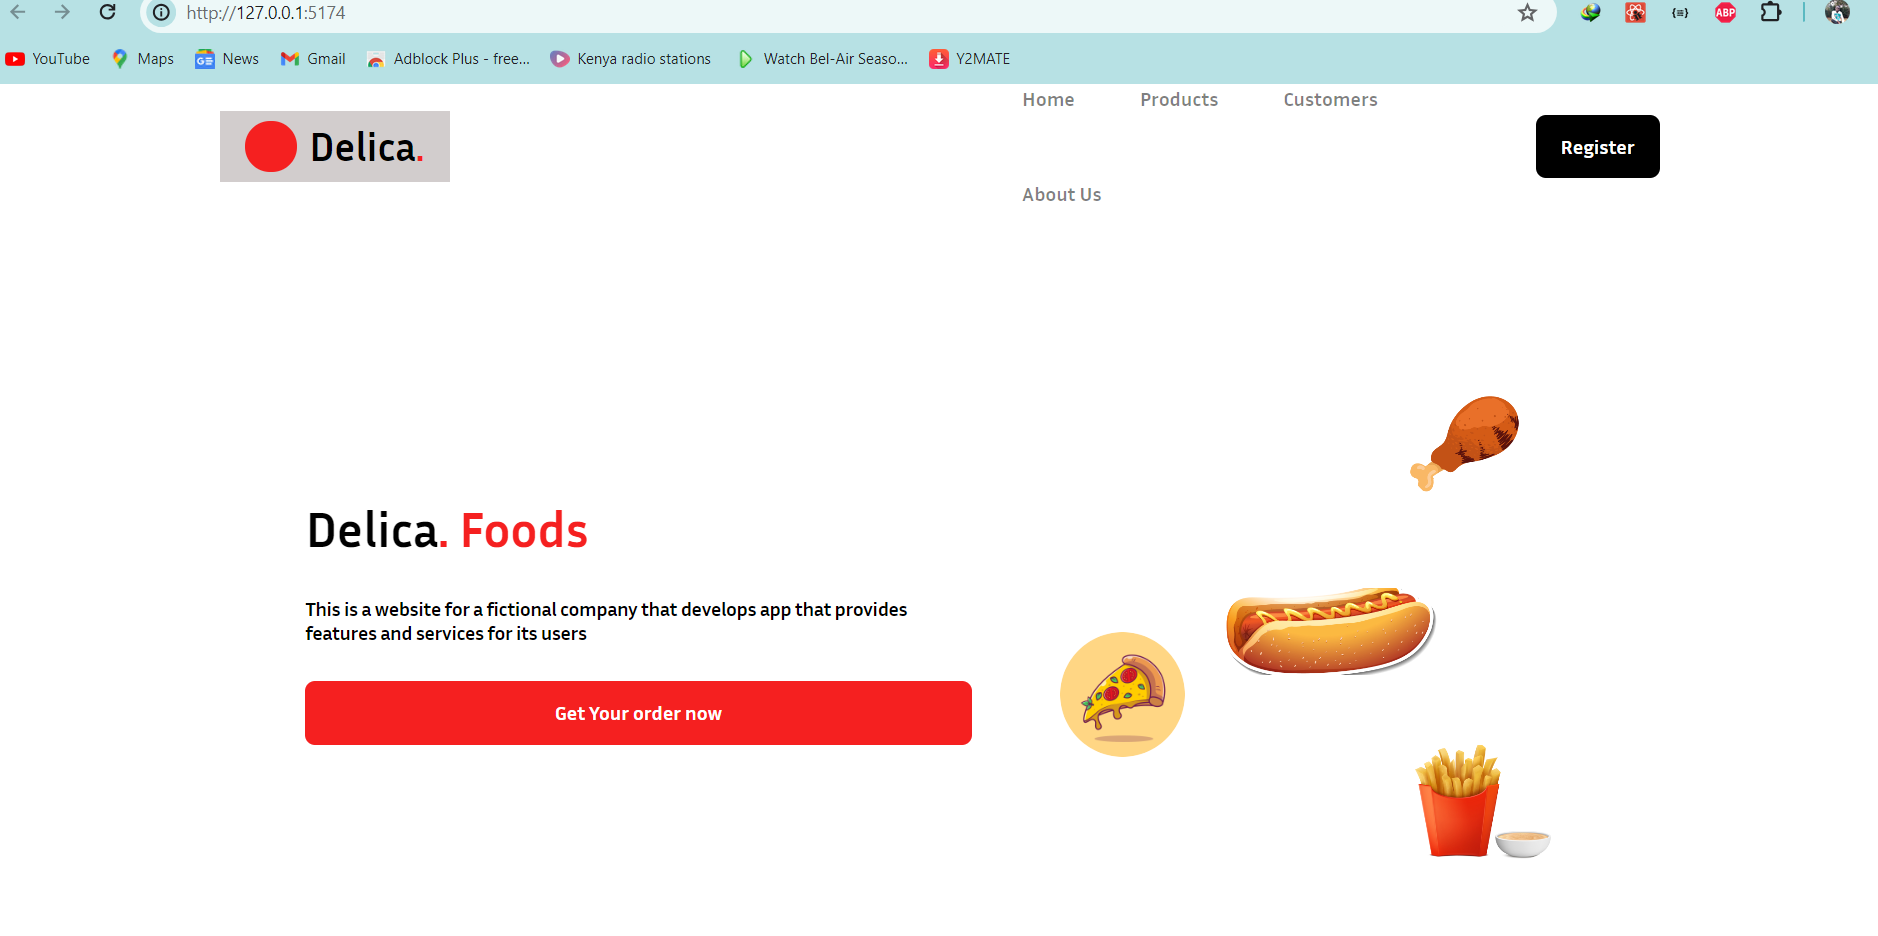 http://127.0.0.1:5174
ABP
YouTube Maps News Gmail Adblock Plus - free... Kenya radio stations Watch Bel-Air Seaso... Y2MATE
Home Products Customers
Delica.
Register
About Us
Delica. Foods
This is a website for a fictional company that develops app that provides
features and services for its users
Get Your order now